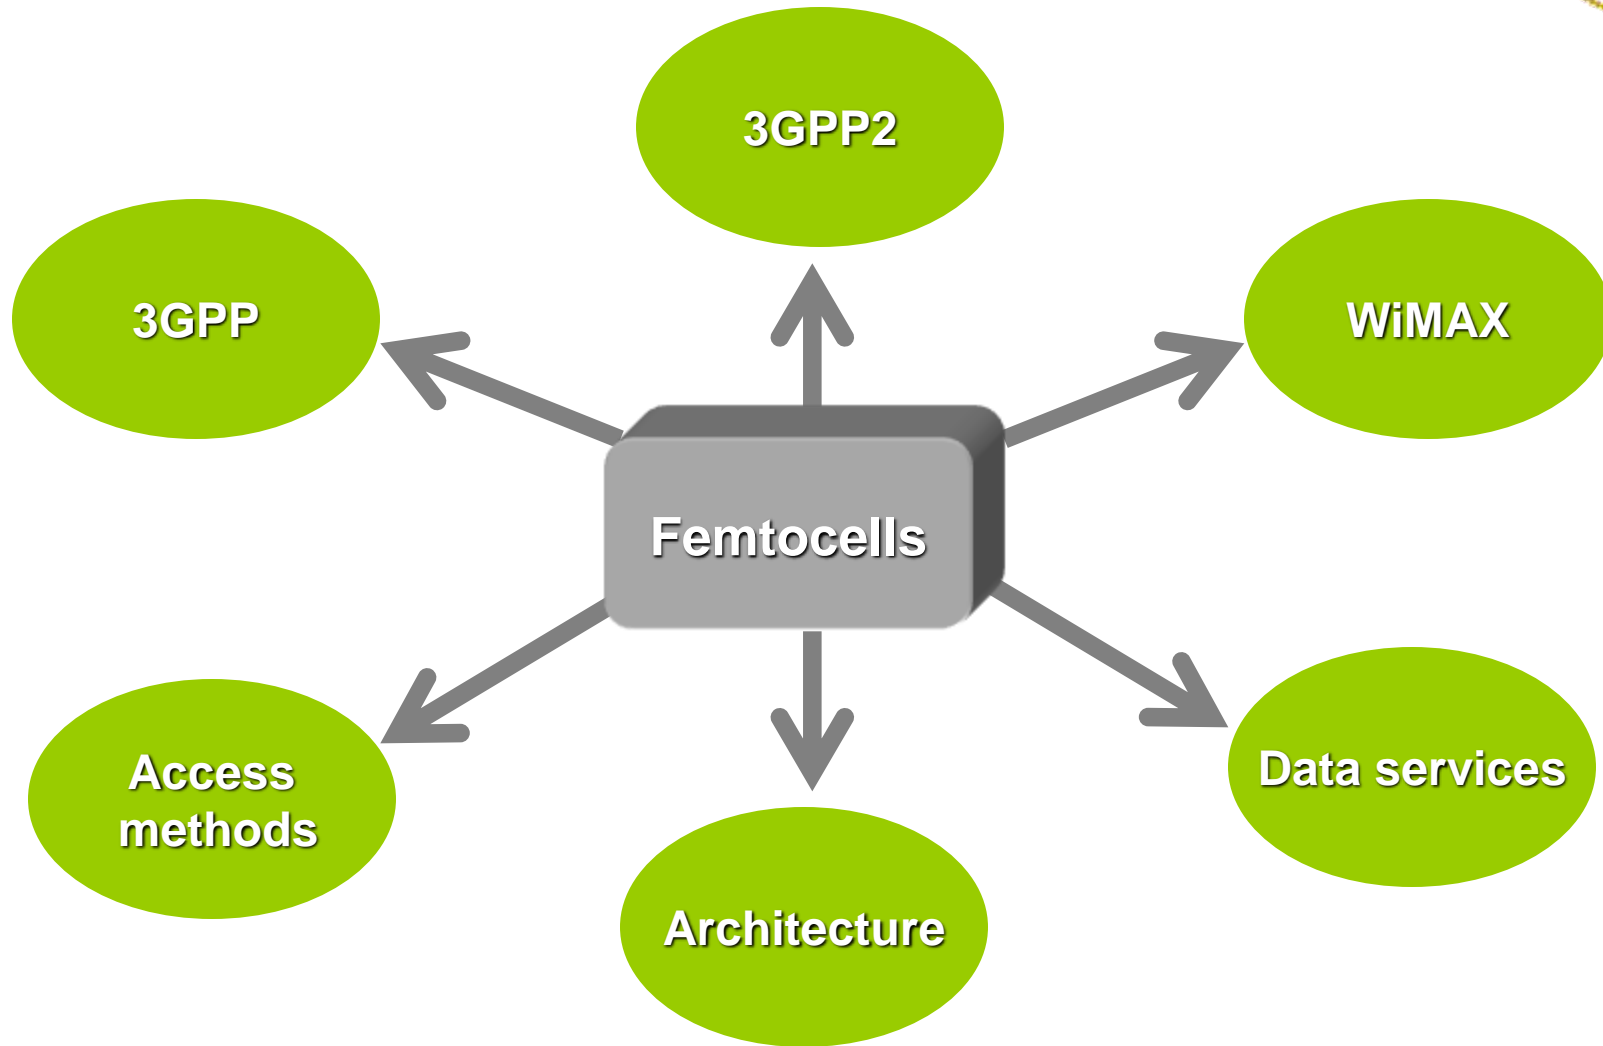 3GPP2
3GPP
WiMAX
Femtocells
Access
methods
Data services
Architecture